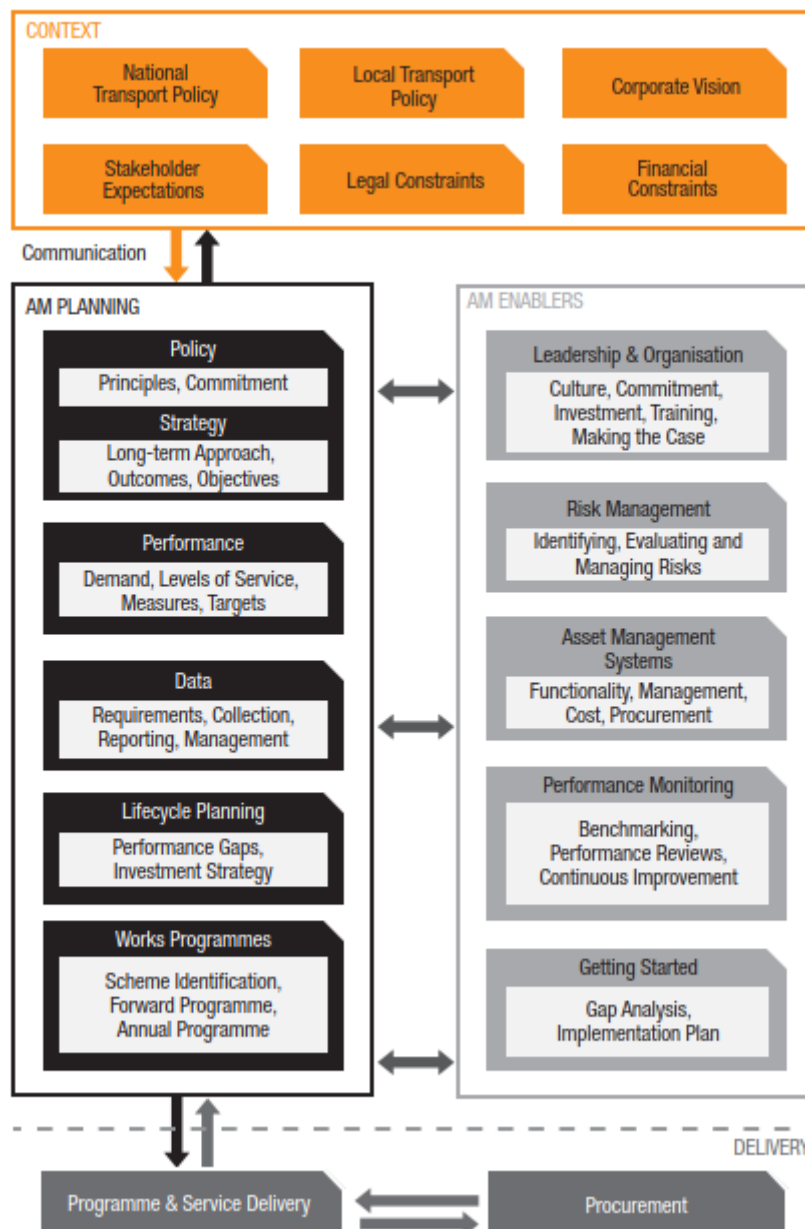 CONTEXT
National
Transport Policy
Local Transport
Policy
Corporate Vision
Stakeholder
Expectations
Legal Constraints
Financial
Constraints
Communication
AM PLANNING
Policy
Principles, Commitment
Strategy
Long-term Approach,
Outcomes, Objectives
Performance
Demand, Levels of Service,
Measures, Targets
Data
Requirements, Collection,
Reporting, Management
Lifecycle Planning
Performance Gaps,
Investment Strategy
Works Programmes
Scheme Identification,
Forward Programme,
Annual Programme
AM ENABLERS
Leadership & Organisation
Culture, Commitment,
Investment, Training,
Making the Case
Risk Management
Identifying, Evaluating and
Managing Risks
Asset Management
Systems
Functionality, Management,
Cost, Procurement
Performance Monitoring
Benchmarking,
Performance Reviews,
Continuous Improvement
Getting Started
Gap Analysis,
Implementation Plan
DELIVERY
Programme & Service Delivery
Procurement